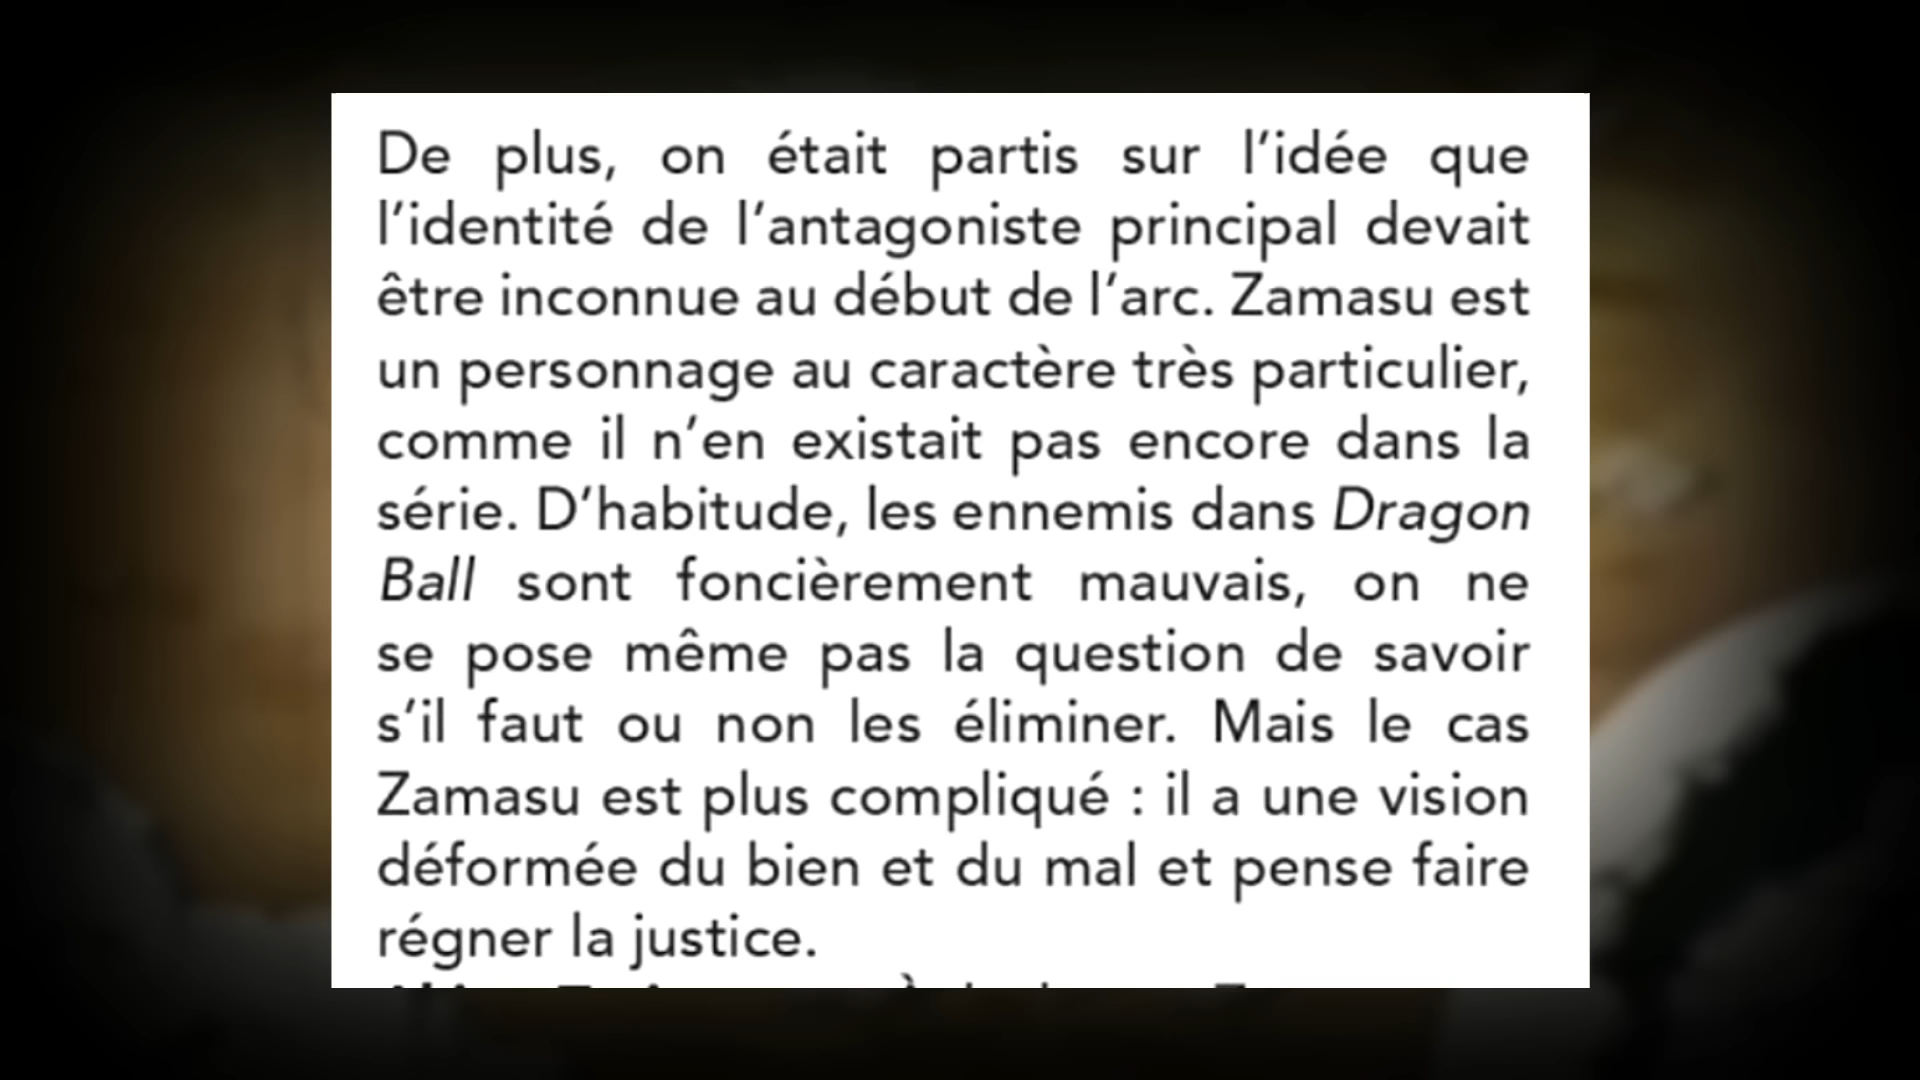 De plus, on était partis sur l’idée que
l’identité de l’antagoniste principal devait
être inconnue au début de l’arc. Zamasu est
un personnage au caractère très particulier,
comme il n’en existait pas encore dans la
série. D’habitude, les ennemis dans Dragon
Ball sont foncièrement mauvais, on ne
se pose même pas la question de savoir
s’il faut ou non les éliminer. Mais le cas
Zamasu est plus compliqué : il a une vision
déformée du bien et du mal et pense faire
régner la justice.